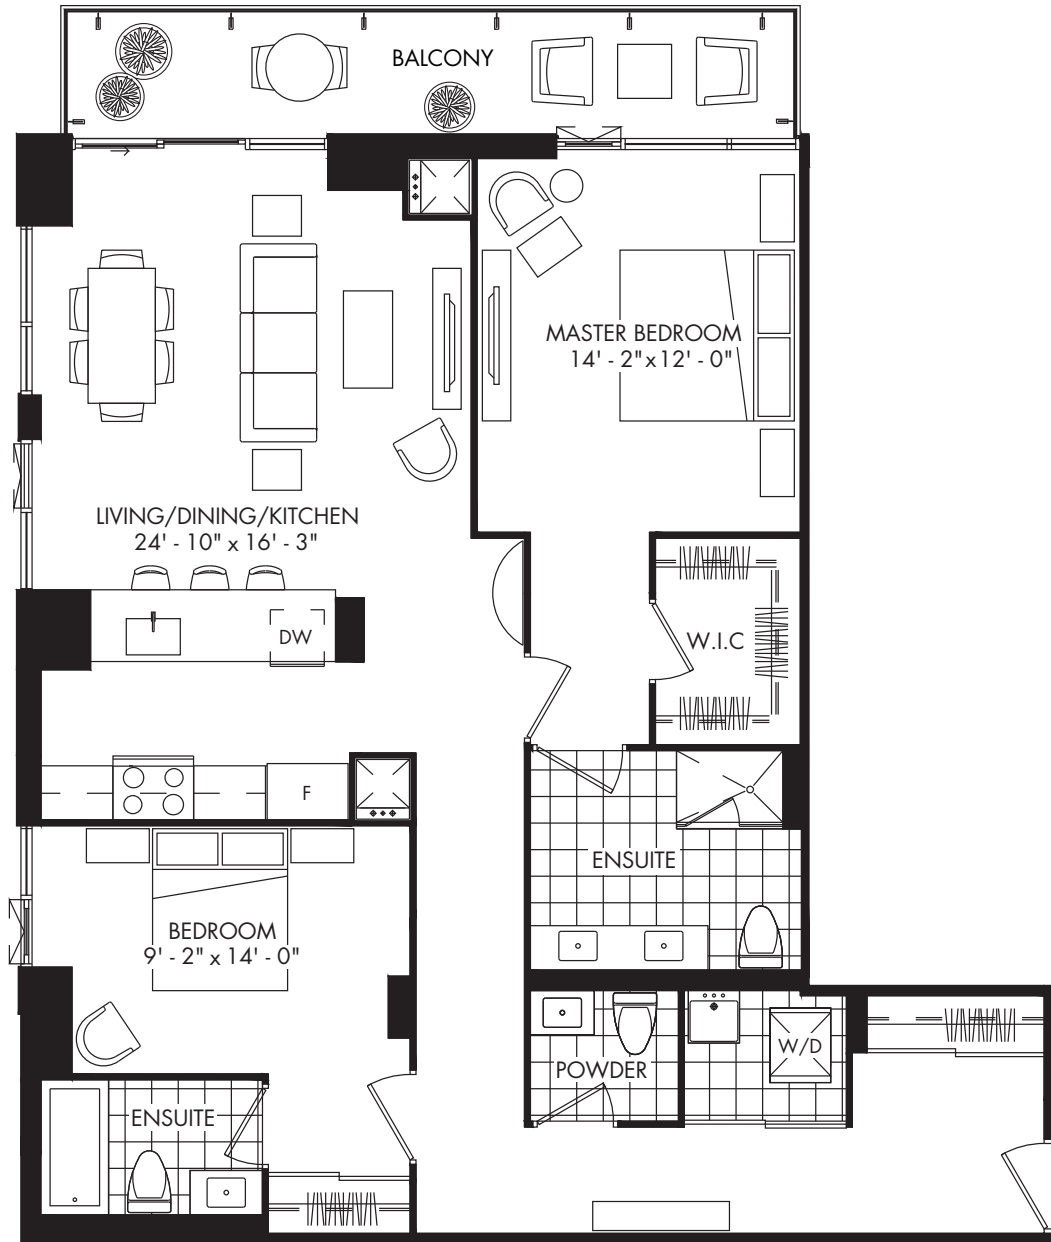 BALCONY
MASTER BEDROOM
14' - 2" x 12' - 0"
LIVING/DINING/KITCHEN
24' - 10" x 16' - 3"
DW
W.I.C
F
ENSUITE
BEDROOM
9' - 2" x 14' - 0"
W/D
POWDER
ENSUITE